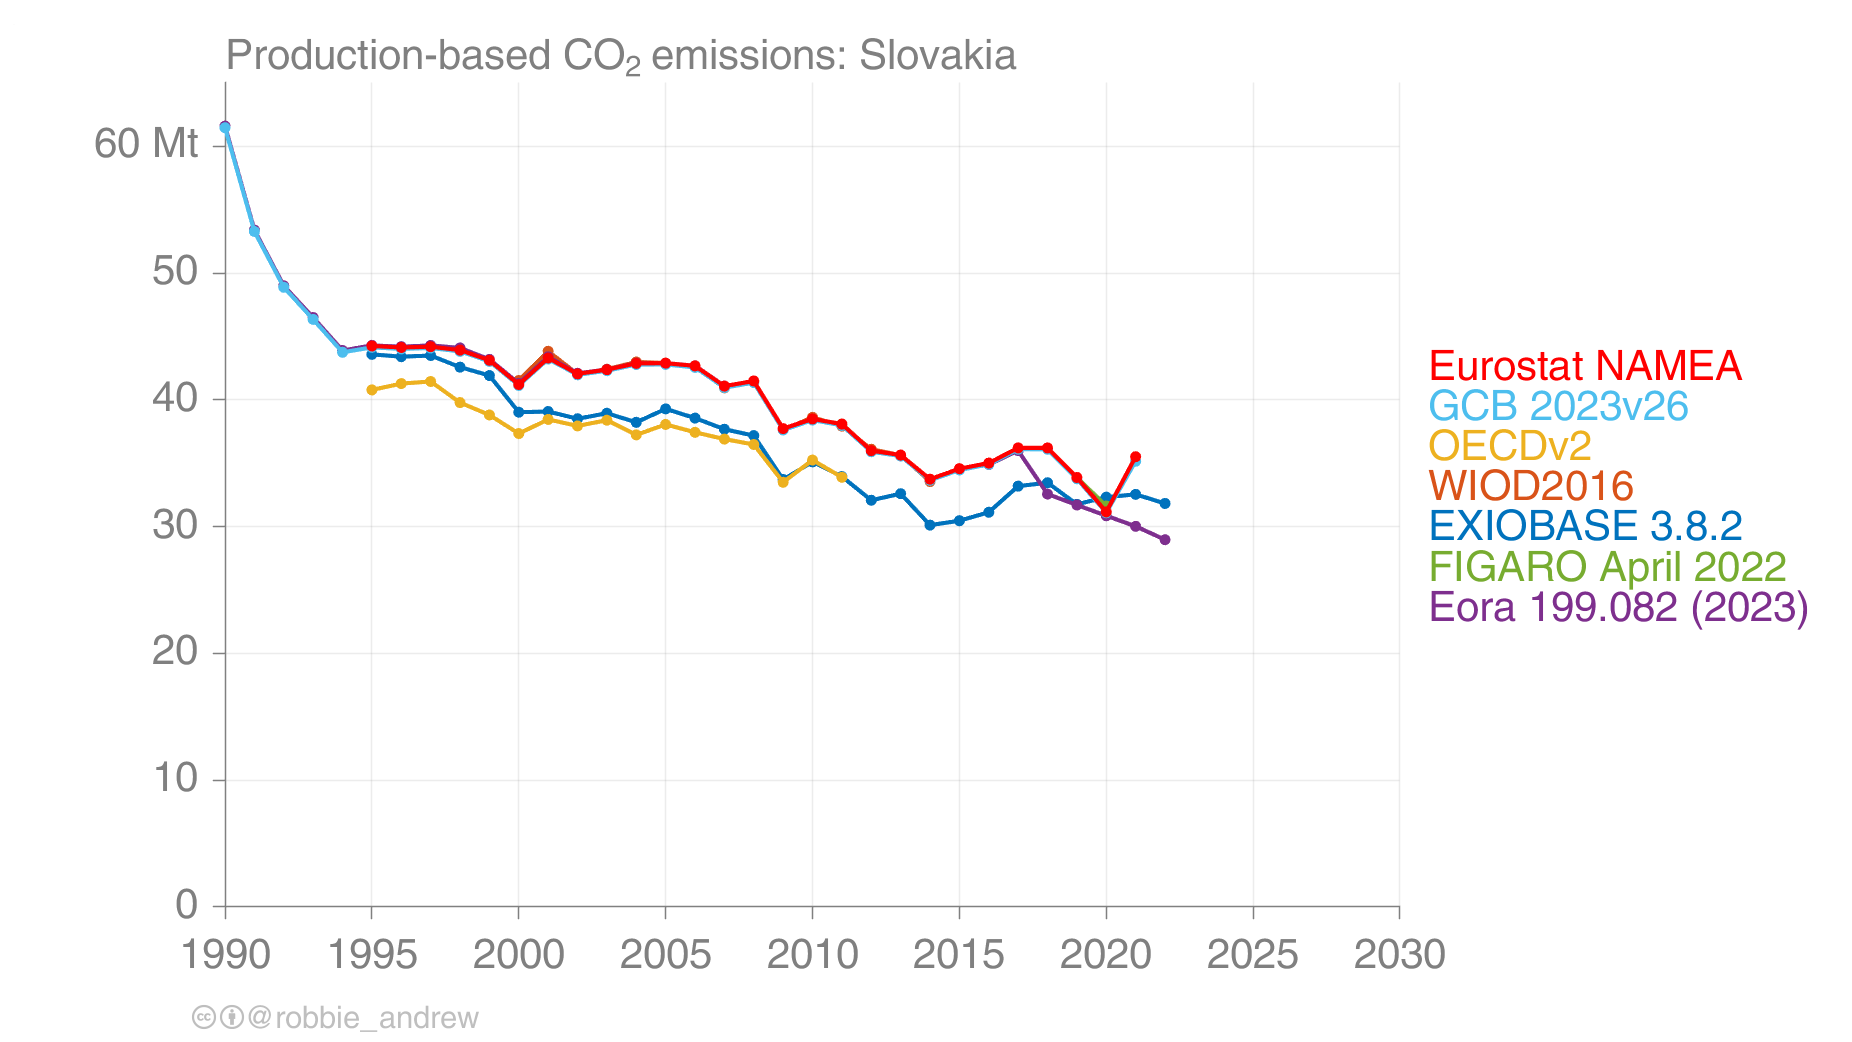 Production-based CO₂ emissions: Slovakia
60 Mt
50
40
30
20
10
0
1990 1995 2000 2005 2010 2015 2020 2025 2030
Eurostat NAMEA
GCB 2023v26
OECDv2
WIOD2016
EXIOBASE 3.8.2
FIGARO April 2022
Eora 199.082 (2023)
@robbie_andrew